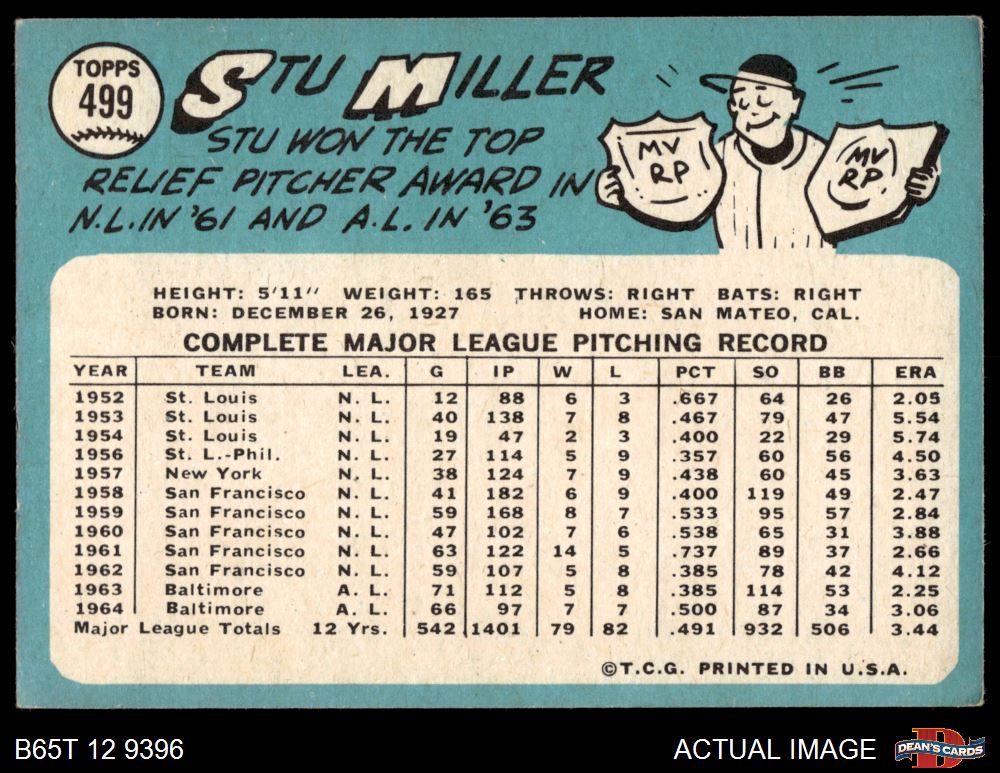 TOPPS
499
STU MILLER
STU WON THE TOP
RELIEF PITCHER AWARD IN
N.L. IN '61 AND A.L. IN '63
MV
RP
MV
RP.
HEIGHT: 5'11" WEIGHT: 165 THROWS: RIGHT BATS: RIGHT
BORN: DECEMBER 26, 1927 HOME: SAN MATEO, CAL.
COMPLETE MAJOR LEAGUE PITCHING RECORD
YEAR TEAM LEA. G IP W L PCT SO BB ERA
1952 St. Louis N. L. 12 88 6 3 .667 64 26 2.05
1953 St. Louis N. L. 40 138 7 8 .467 79 47 5.54
1954 St. Louis N. L. 19 47 2 3 .400 22 29 5.74
1956 St. L.-Phil. N. L. 27 114 5 9 .357 60 56 4.50
1957 New York N. L. 38 124 7 9 .438 60 45 3.63
1958 San Francisco N. L. 41 182 6 9 .400 119 49 2.47
1959 San Francisco N. L. 59 168 8 7 .533 95 57 2.84
1960 San Francisco N. L. 47 102 7 6 .538 65 31 3.88
1961 San Francisco N. L. 63 122 14 5 .737 89 37 2.66
1962 San Francisco N. L. 59 107 5 8 .385 78 42 4.12
1963 Baltimore A. L. 71 112 5 8 .385 114 53 2.25
1964 Baltimore A. L. 66 97 7 7 .500 87 34 3.06
Major League Totals 12 Yrs. 542 1401 79 82 .491 932 506 3.44
©T.C.G. PRINTED IN U.S.A.
B65T 12 9396 ACTUAL IMAGE
D
DEAN'S CARDS